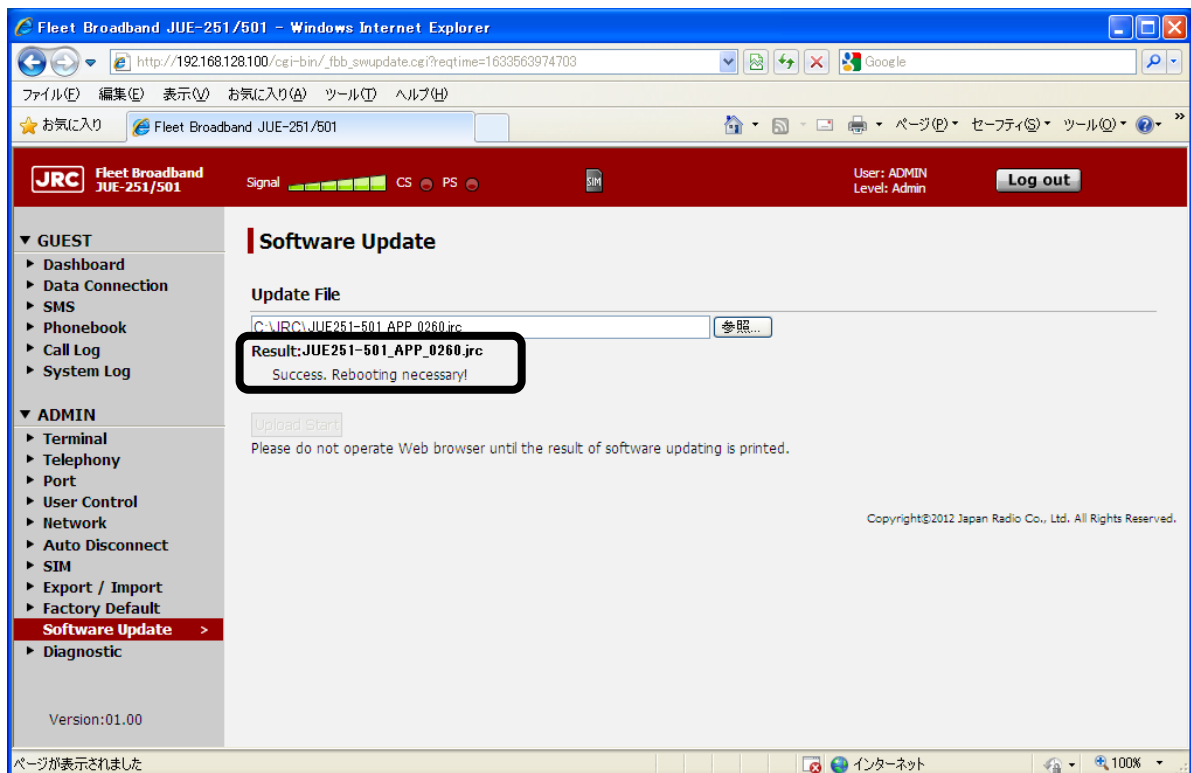 Fleet Broadband JUE-251/501 - Windows Internet Explorer
http://192.168.128.100/cgi-bin/_fbb_swupdate.cgi?reqtime=1633563974703
Google
ファイル(F) 編集(E) 表示(V) お気に入り(A) ツール(T) ヘルプ(H)
お気に入り
Fleet Broadband JUE-251/501
ページ(P) セーフティ(S) ツール(O) »
JRC
Fleet Broadband
JUE-251/501
Signal
CS
PS
SIM
User: ADMIN
Level: Admin
Log out
▼ GUEST
Dashboard
Data Connection
SMS
Phonebook
Call Log
System Log
▼ ADMIN
Terminal
Telephony
Port
User Control
Network
Auto Disconnect
SIM
Export / Import
Factory Default
Software Update >
Diagnostic
Version:01.00
Software Update
Update File
C:\JRC\JUE251-501_APP_0260.jrc
参照...
Result:JUE251-501_APP_0260.jrc
Success. Rebooting necessary!
Upload Start
Please do not operate Web browser until the result of software updating is printed.
Copyright©2012 Japan Radio Co., Ltd. All Rights Reserved.
ページが表示されました
インターネット
100%